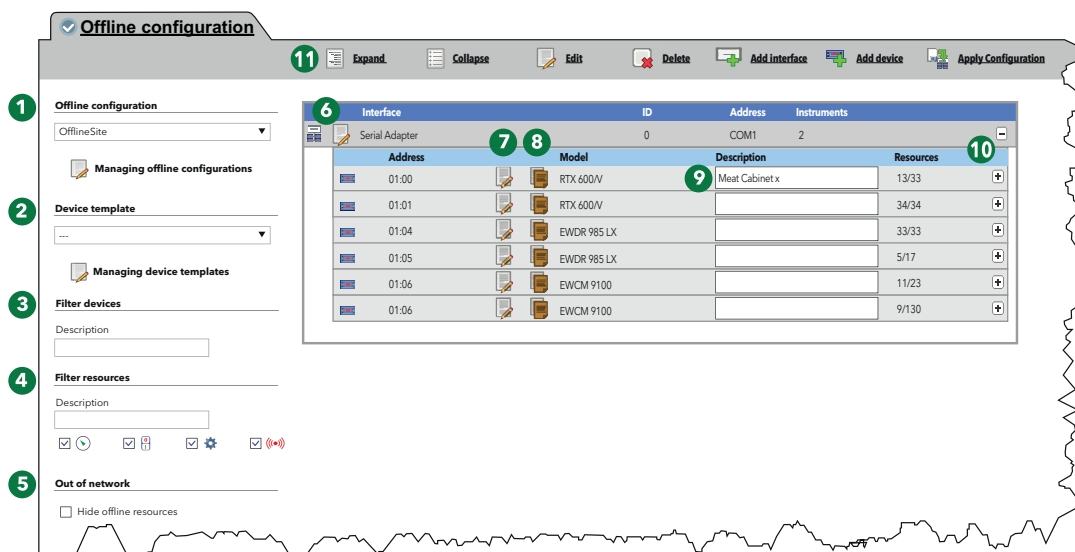 Offline configuration
11 Expand Collapse Edit Delete Add interface Add device Apply Configuration
1 Offline configuration
OfflineSite
Managing offline configurations
2 Device template
---
Managing device templates
3 Filter devices
Description
4 Filter resources
Description
5 Out of network
Hide offline resources
6 Interface ID Address Instruments
Serial Adapter 0 COM1 2
7 8 10
Address Model Description Resources
01:00 RTX 600/V 9 Meat Cabinet x 13/33
01:01 RTX 600/V 34/34
01:04 EWDR 985 LX 33/33
01:05 EWDR 985 LX 5/17
01:06 EWCM 9100 11/23
01:06 EWCM 9100 9/130